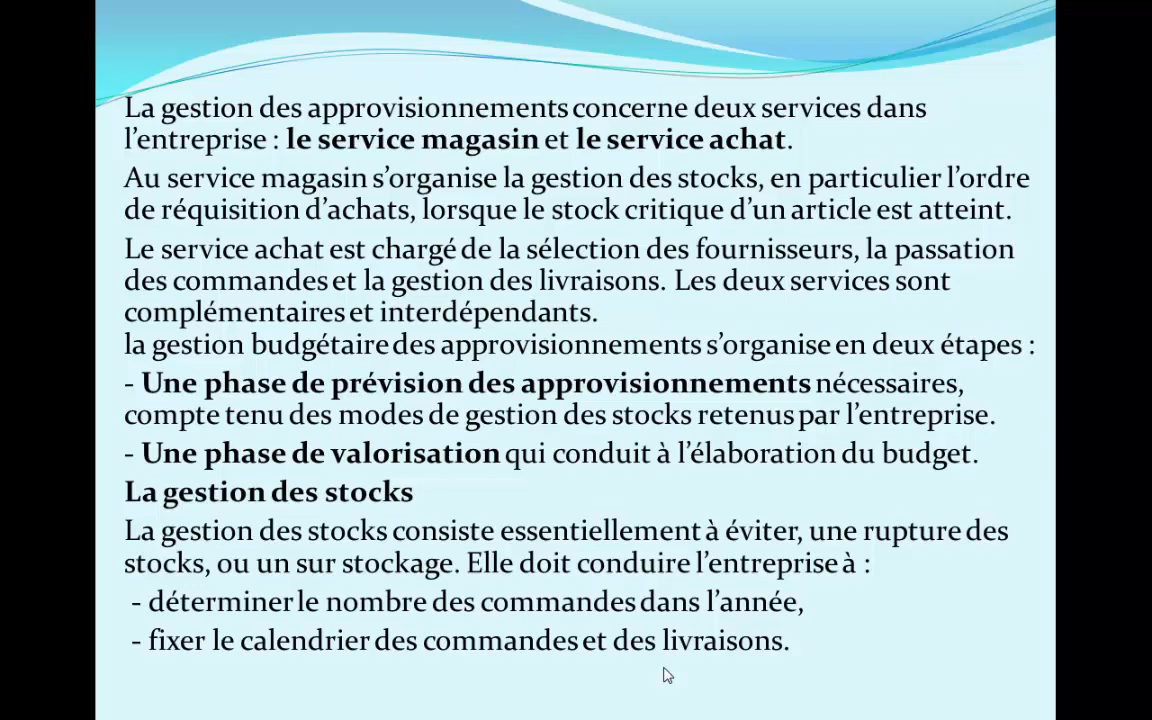 La gestion des approvisionnements concerne deux services dans
l’entreprise : le service magasin et le service achat.
Au service magasin s’organise la gestion des stocks, en particulier l’ordre
de réquisition d’achats, lorsque le stock critique d’un article est atteint.
Le service achat est chargé de la sélection des fournisseurs, la passation
des commandes et la gestion des livraisons. Les deux services sont
complémentaires et interdépendants.
la gestion budgétaire des approvisionnements s’organise en deux étapes :
- Une phase de prévision des approvisionnements nécessaires,
compte tenu des modes de gestion des stocks retenus par l’entreprise.
- Une phase de valorisation qui conduit à l’élaboration du budget.
La gestion des stocks
La gestion des stocks consiste essentiellement à éviter, une rupture des
stocks, ou un sur stockage. Elle doit conduire l’entreprise à :
- déterminer le nombre des commandes dans l’année,
- fixer le calendrier des commandes et des livraisons.